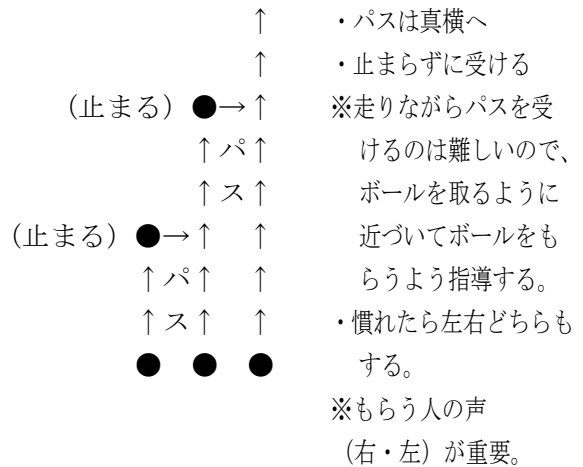 ↑ ・パスは真横へ
↑ ・止まらずに受ける
(止まる) ●→↑ ※走りながらパスを受
↑パ↑ けるのは難しいので、
↑ス↑ ボールを取るように
(止まる) ●→↑ ↑ 近づいてボールをも
↑パ↑ ↑ らうよう指導する。
↑ス↑ ↑ ・慣れたら左右どちらも
● ● ● する。
※もらう人の声
(右・左)が重要。